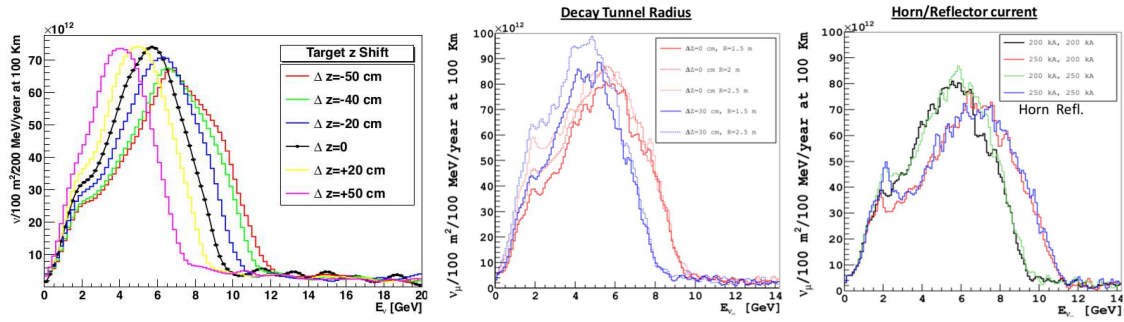 Decay Tunnel Radius
Horn/Reflector current
×10¹²
70
60
50
40
30
20
10
ν/100 m²/200 MeV/year at 100 Km
0 2 4 6 8 10 12 14 16 18 20
E_ν [GeV]
Target z Shift
Δ z=-50 cm
Δ z=-40 cm
Δ z=-20 cm
Δ z=0
Δ z=+20 cm
Δ z=+50 cm
×10¹²
100
90
80
70
60
50
40
30
20
10
0
ν_μ/100 m²/100 MeV/year at 100 Km
0 2 4 6 8 10 12 14
[GeV]
ΔZ=0 cm, R=1.5 m
ΔZ=0 cm R=2 m
ΔZ=0 cm R=2.5 m
ΔZ=30 cm, R=1.5 m
ΔZ=30 cm, R=2.5 m
×10¹²
100
90
80
70
60
50
40
30
20
10
0
ν_μ/100 m²/100 MeV/year at 100 Km
0 2 4 6 8 10 12 14
[GeV]
200 kA, 200 kA
200 kA, 250 kA
250 kA, 200 kA
250 kA, 250 kA
Horn Refl.